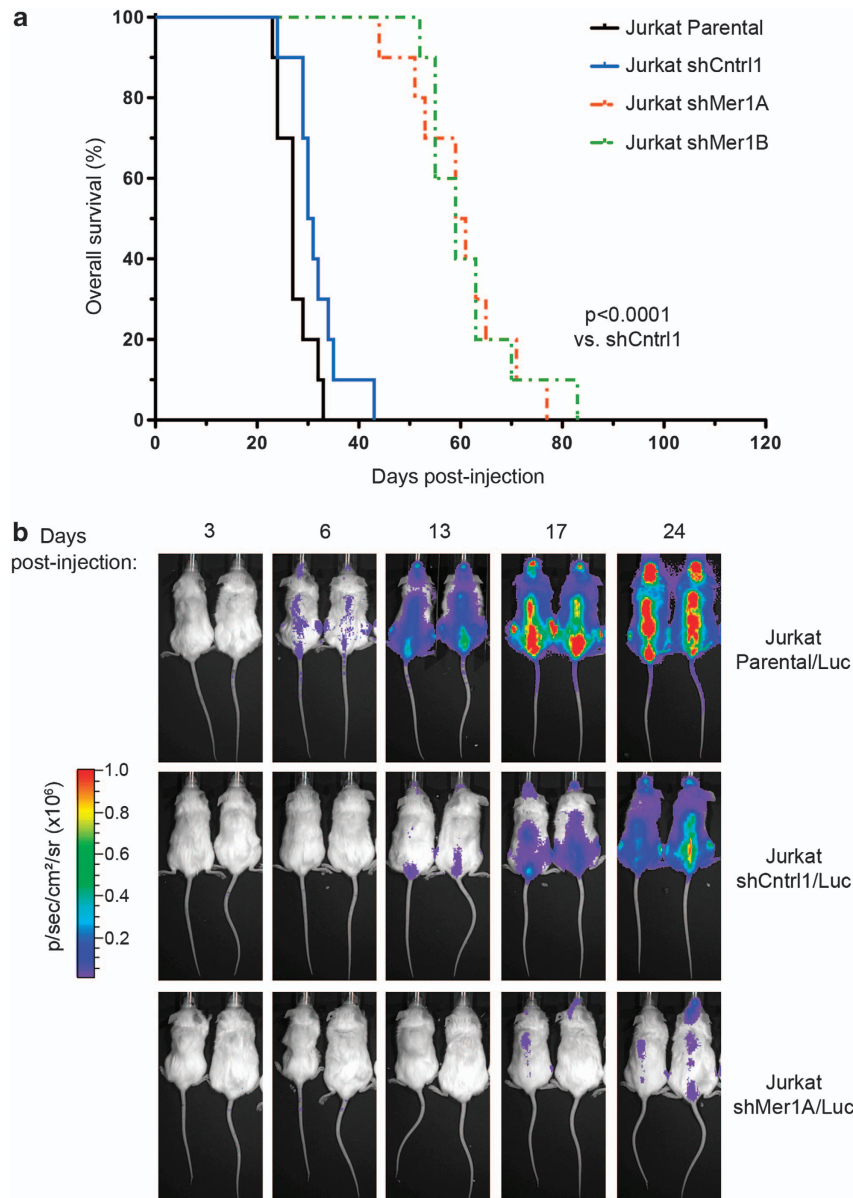 a
100
80
60
40
20
0
Overall survival (%)
Jurkat Parental
Jurkat shCntrl1
Jurkat shMer1A
Jurkat shMer1B
p<0.0001
vs. shCntrl1
0 20 40 60 80 100 120
Days post-injection
b
Days
post-injection:
3 6 13 17 24
Jurkat
Parental/Luc
p/sec/cm²/sr (x10⁶)
1.0
0.8
0.6
0.4
0.2
Jurkat
shCntrl1/Luc
Jurkat
shMer1A/Luc